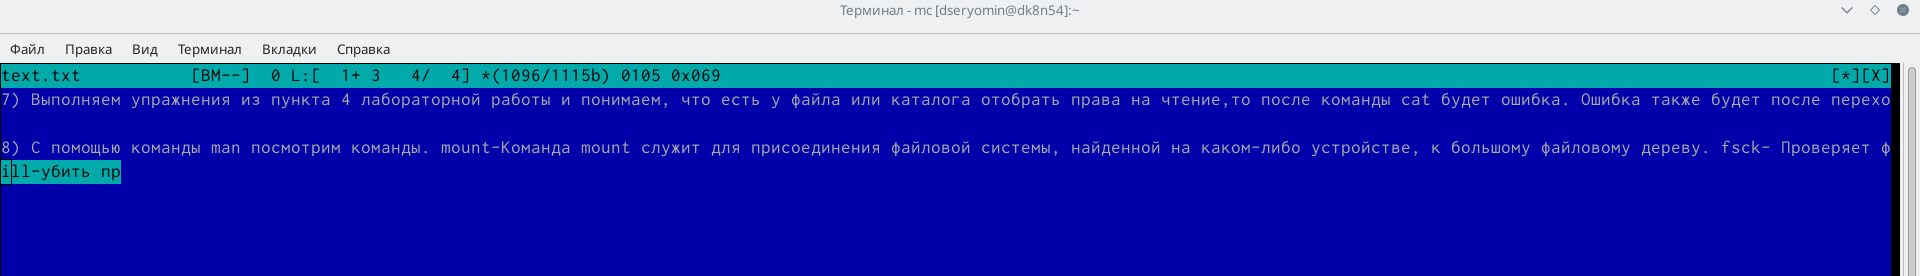 Терминал - mc [dseryomin@dk8n54]:~
Файл Правка Вид Терминал Вкладки Справка
text.txt [BM--] 0 L:[ 1+ 3 4/ 4] *(1096/1115b) 0105 0x069 [*][X]
7) Выполняем упражнения из пункта 4 лабораторной работы и понимаем, что есть у файла или каталога отобрать права на чтение,то после команды cat будет ошибка. Ошибка также будет после перехо
8) С помощью команды man посмотрим команды. mount-Команда mount служит для присоединения файловой системы, найденной на каком-либо устройстве, к большому файловому дереву. fsck- Проверяет ф
ill-убить пр